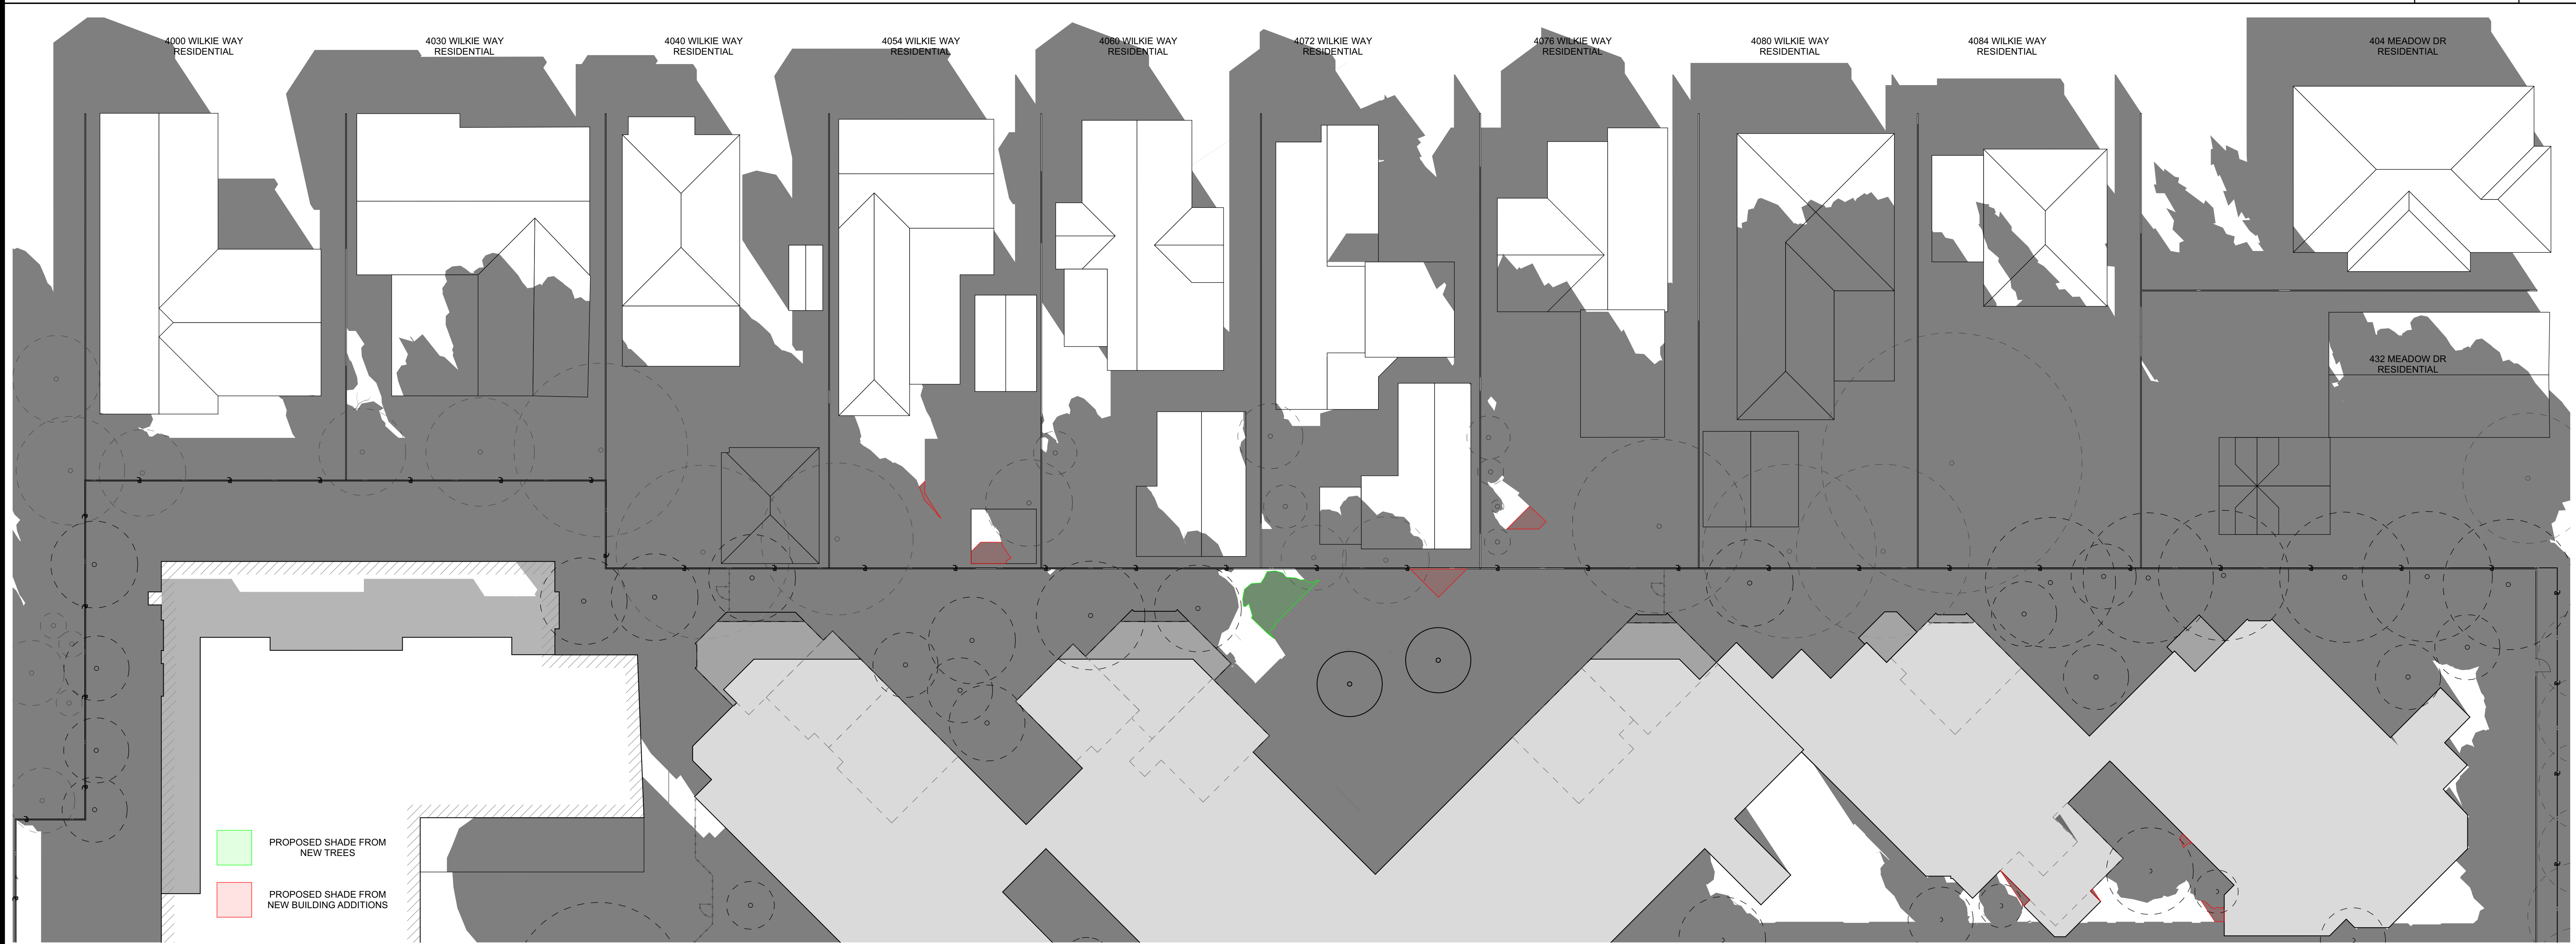 4000 WILKIE WAY
RESIDENTIAL
4030 WILKIE WAY
RESIDENTIAL
4040 WILKIE WAY
RESIDENTIAL
4054 WILKIE WAY
RESIDENTIAL
4060 WILKIE WAY
RESIDENTIAL
4072 WILKIE WAY
RESIDENTIAL
4076 WILKIE WAY
RESIDENTIAL
4080 WILKIE WAY
RESIDENTIAL
4084 WILKIE WAY
RESIDENTIAL
404 MEADOW DR
RESIDENTIAL
432 MEADOW DR
RESIDENTIAL
PROPOSED SHADE FROM
NEW TREES
PROPOSED SHADE FROM
NEW BUILDING ADDITIONS